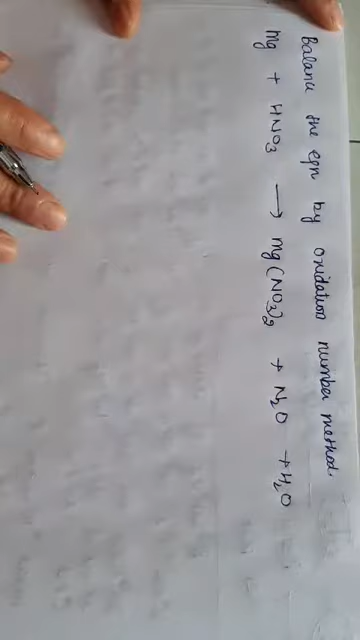 Balance the eqn by oxidation number method.
Mg + HNO₃ ⟶ Mg(NO₃)₂ + N₂O + H₂O